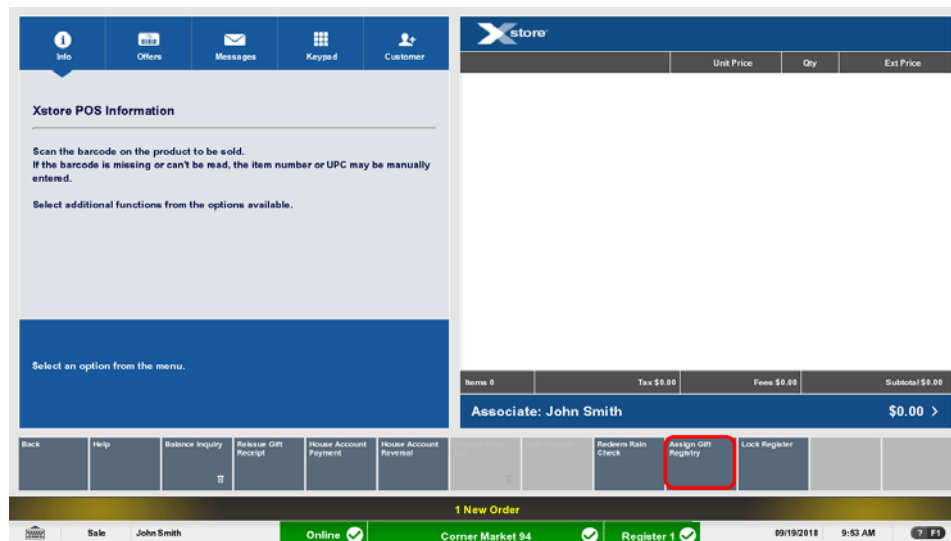 Info
Offers
Messages
Keypad
Customer
Xstore POS Information
Scan the barcode on the product to be sold.
If the barcode is missing or can't be read, the item number or UPC may be manually
entered.
Select additional functions from the options available.
Select an option from the menu.
Xstore
Unit Price Qty Ext Price
Items 0 Tax $0.00 Fees $0.00 Subtotal $0.00
Associate: John Smith $0.00 >
Back
Help
Balance Inquiry
Reissue Gift
Receipt
House Account
Payment
House Account
Reversal
Redeem Rain
Check
Assign Gift
Registry
Lock Register
1 New Order
Sale John Smith Online Corner Market 94 Register 1 09/19/2018 9:53 AM ? F1